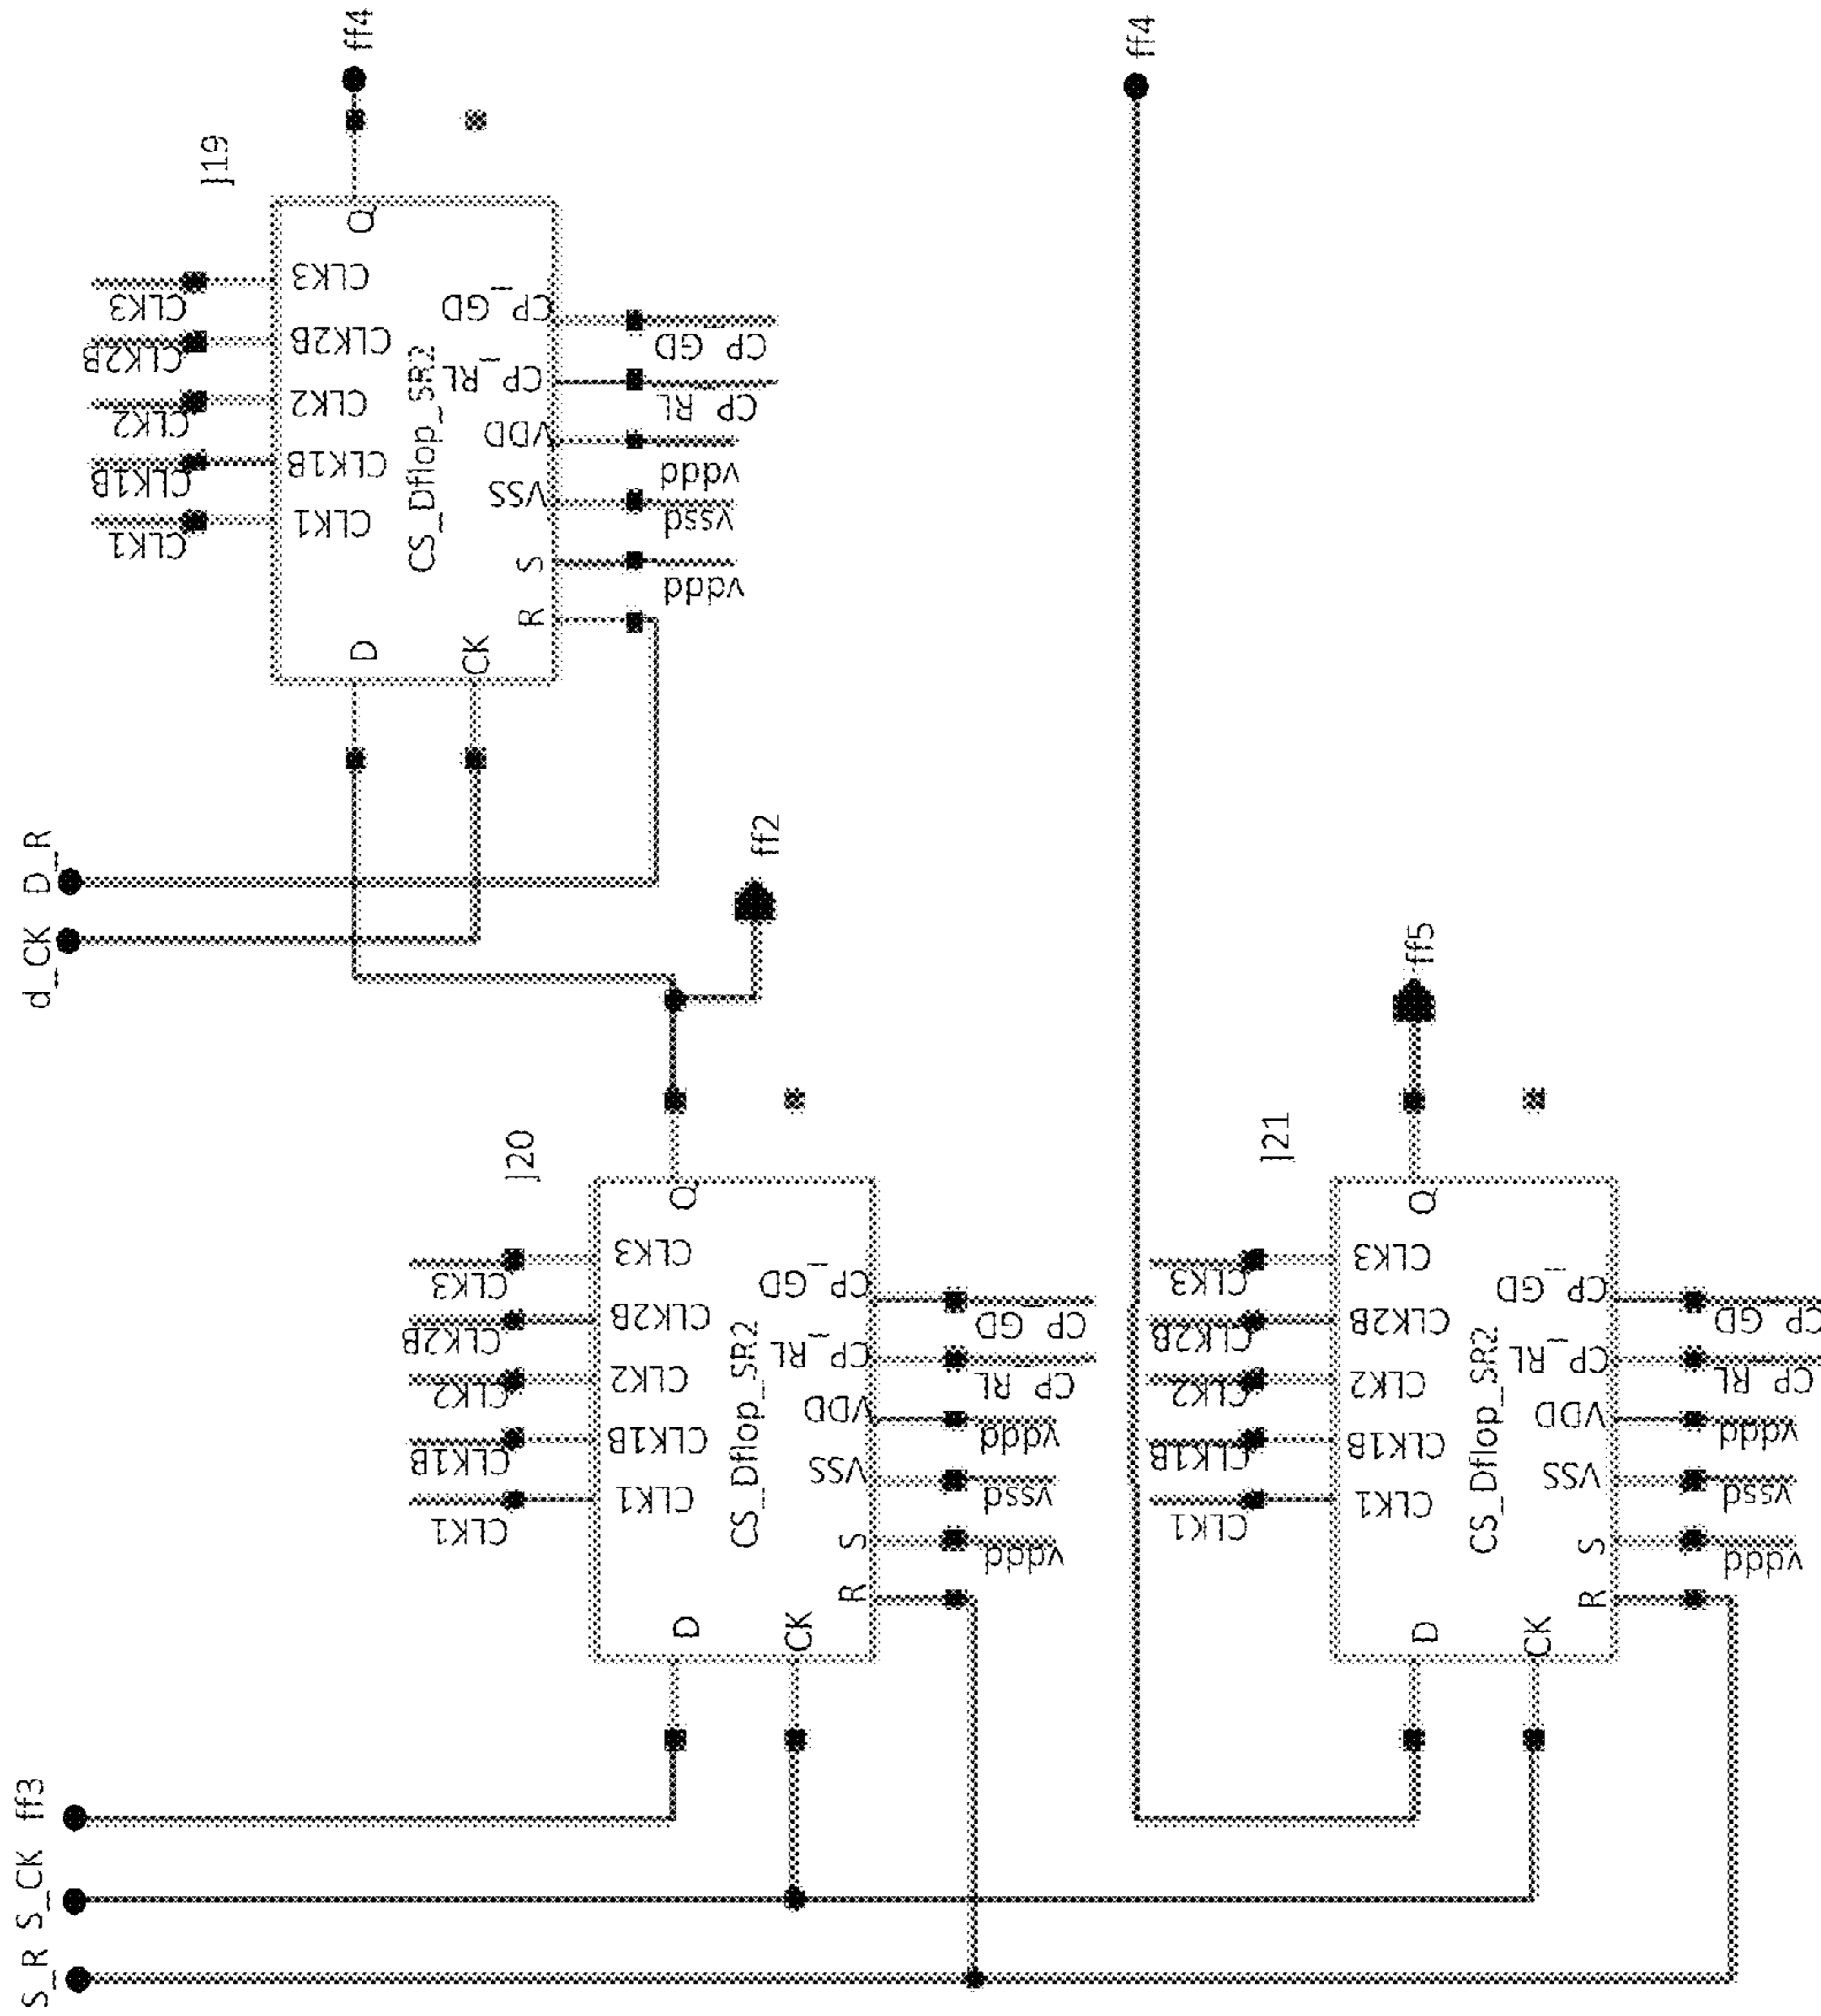 S_R
S_CK
ff3
d_CK
D_R
J19
CLK1
CLK1B
CLK2
CLK2B
CLK3
CLK1
CLK1B
CLK2
CLK2B
CLK3
D
CK
Q
CS_Dflop_SR2
R
S
VSS
VDD
CP_RL
CP_GD
vddd
vssd
vddd
CP_RL
CP_GD
ff4
ff2
J20
CLK1
CLK1B
CLK2
CLK2B
CLK3
CLK1
CLK1B
CLK2
CLK2B
CLK3
D
CK
Q
CS_Dflop_SR2
R
S
VSS
VDD
CP_RL
CP_GD
vddd
vssd
vddd
CP_RL
CP_GD
ff4
J21
CLK1
CLK1B
CLK2
CLK2B
CLK3
CLK1
CLK1B
CLK2
CLK2B
CLK3
D
CK
Q
CS_Dflop_SR2
R
S
VSS
VDD
CP_RL
CP_GD
vddd
vssd
vddd
CP_RL
CP_GD
ff5